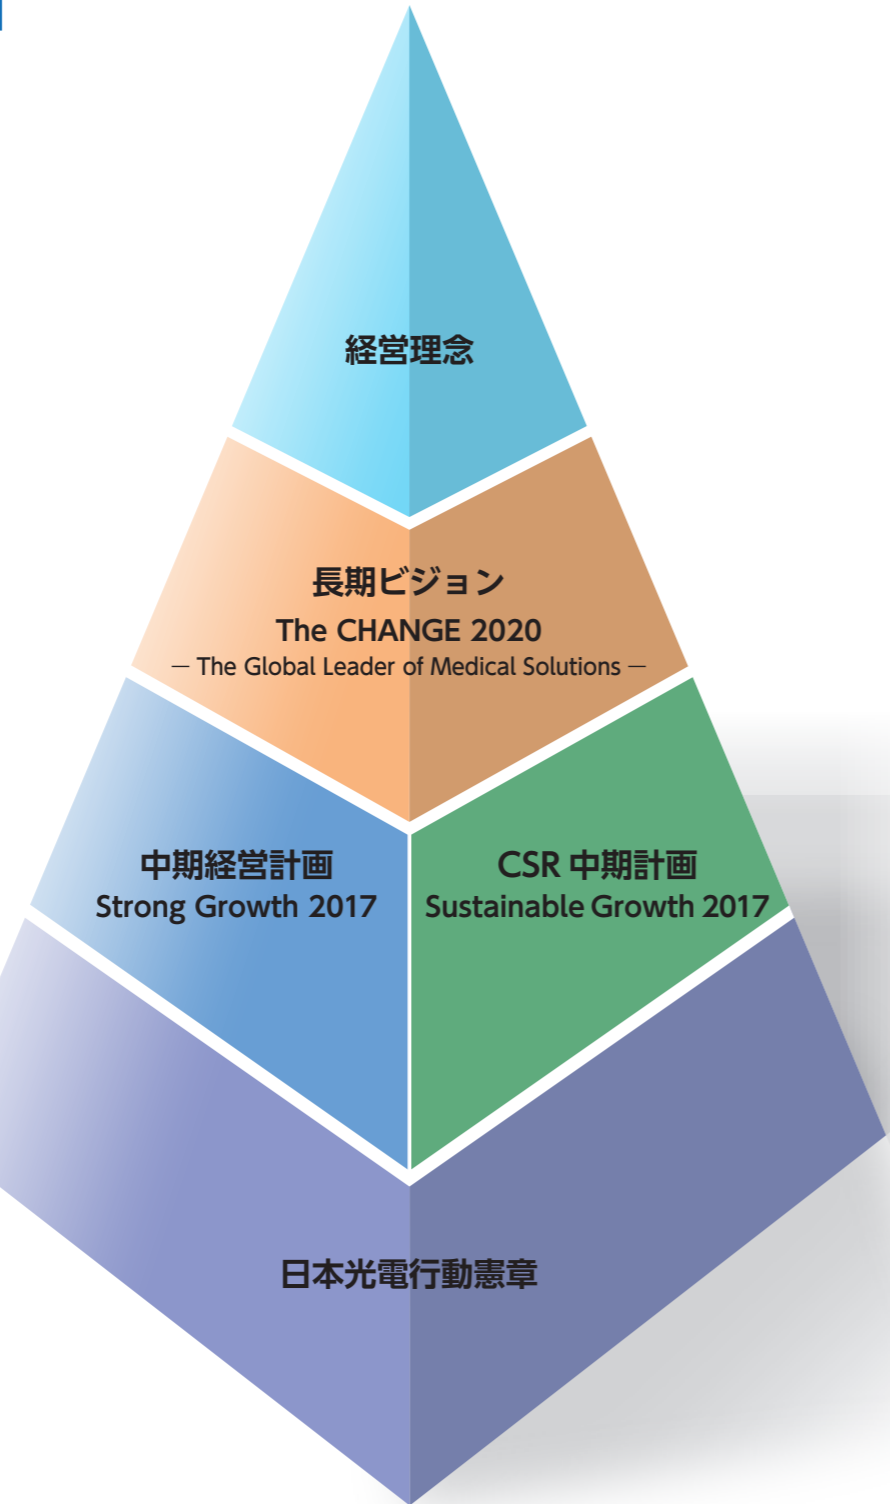 経営理念
長期ビジョン
The CHANGE 2020
― The Global Leader of Medical Solutions ―
中期経営計画
Strong Growth 2017
CSR 中期計画
Sustainable Growth 2017
日本光電行動憲章